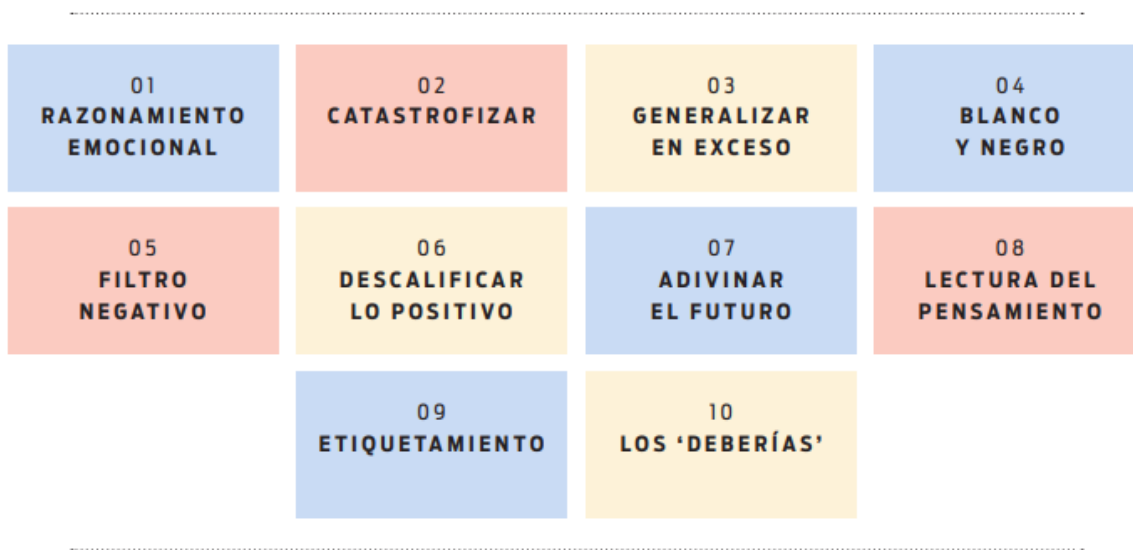 01
RAZONAMIENTO
EMOCIONAL
02
CATASTROFIZAR
03
GENERALIZAR
EN EXCESO
04
BLANCO
Y NEGRO
05
FILTRO
NEGATIVO
06
DESCALIFICAR
LO POSITIVO
07
ADIVINAR
EL FUTURO
08
LECTURA DEL
PENSAMIENTO
09
ETIQUETAMIENTO
10
LOS ‘DEBERÍAS’